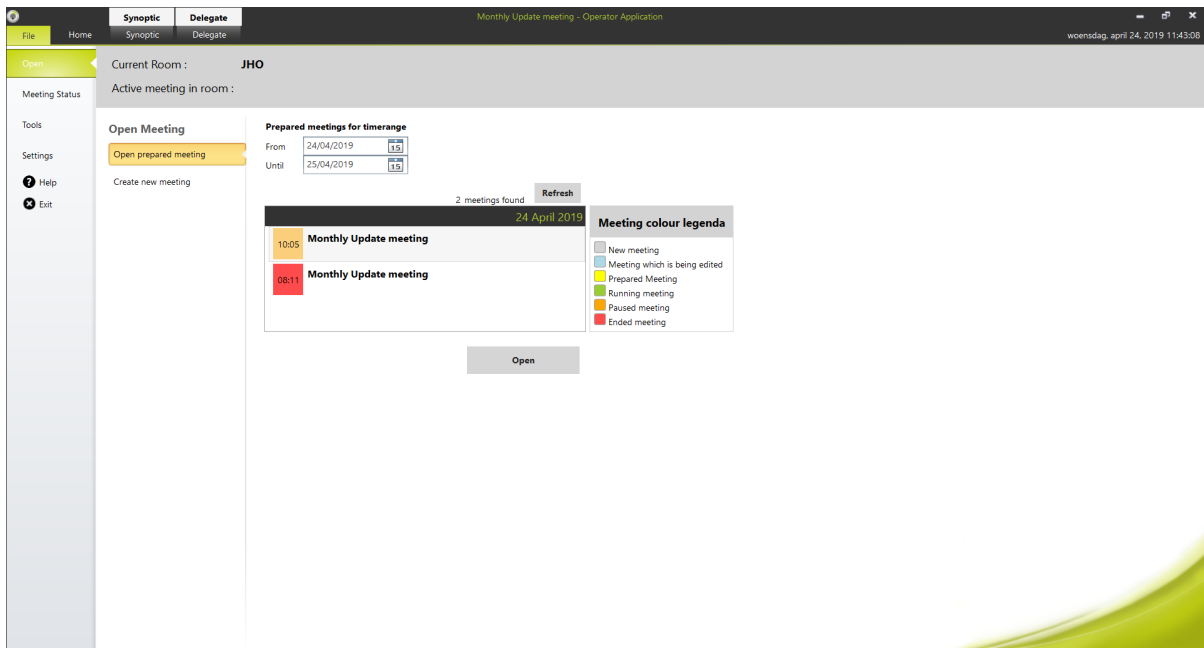 Synoptic Delegate Monthly Update meeting - Operator Application
File Home Synoptic Delegate woensdag, april 24, 2019 11:43:08
Open
Meeting Status
Tools
Settings
Help
Exit
Current Room : JHO
Active meeting in room :
Open Meeting
Open prepared meeting
Create new meeting
Prepared meetings for timerange
From 24/04/2019 15
Until 25/04/2019 15
2 meetings found Refresh
24 April 2019
10:05 Monthly Update meeting
08:11 Monthly Update meeting
Meeting colour legenda
New meeting
Meeting which is being edited
Prepared Meeting
Running meeting
Paused meeting
Ended meeting
Open